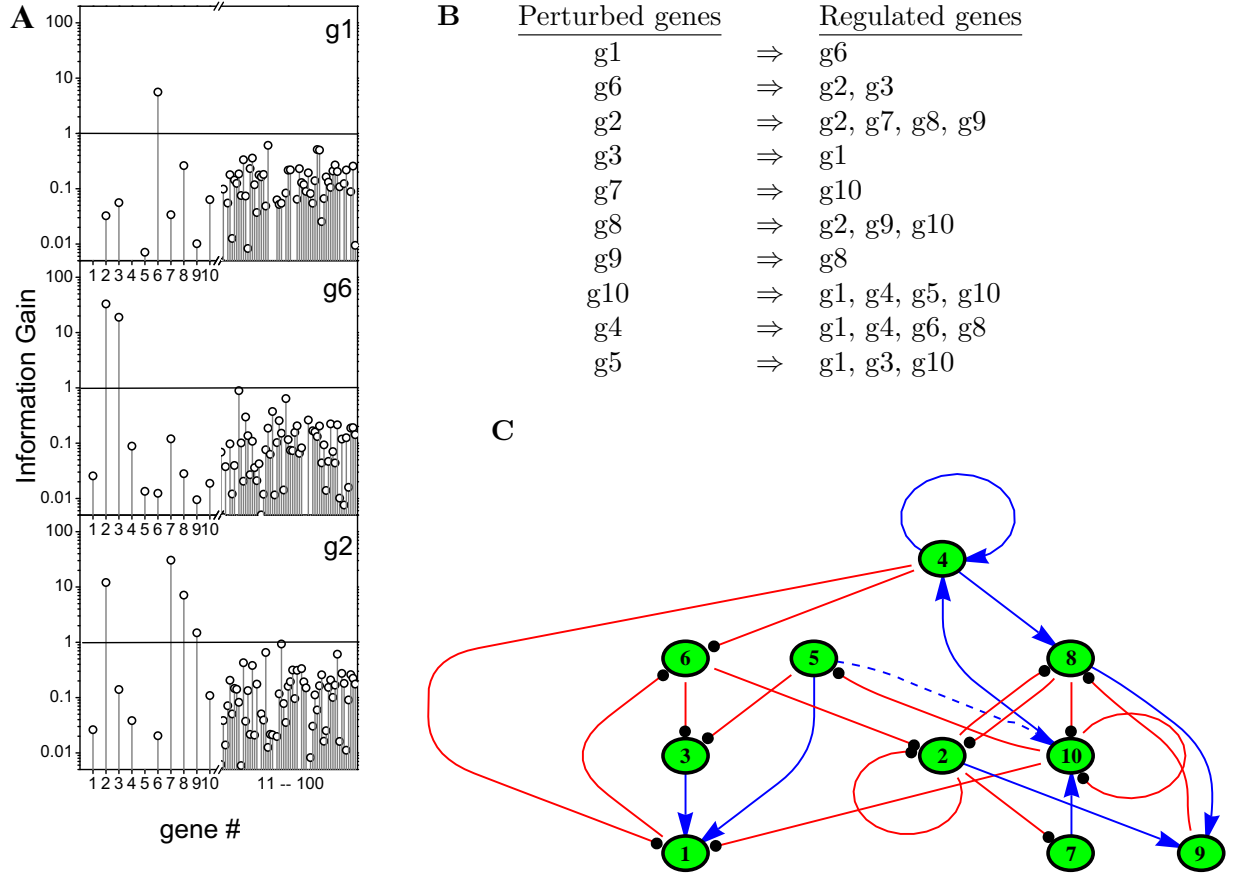 A
g1
100
10
1
0.1
0.01
1 2 3 4 5 6 7 8 9 10
g6
100
10
1
0.1
0.01
1 2 3 4 5 6 7 8 9 10
g2
100
10
1
0.1
0.01
1 2 3 4 5 6 7 8 9 10 11 -- 100
Information Gain
gene #
B Perturbed genes Regulated genes
g1 ⇒ g6
g6 ⇒ g2, g3
g2 ⇒ g2, g7, g8, g9
g3 ⇒ g1
g7 ⇒ g10
g8 ⇒ g2, g9, g10
g9 ⇒ g8
g10 ⇒ g1, g4, g5, g10
g4 ⇒ g1, g4, g6, g8
g5 ⇒ g1, g3, g10
C
4
6 5 8
3 2 10
1 7 9